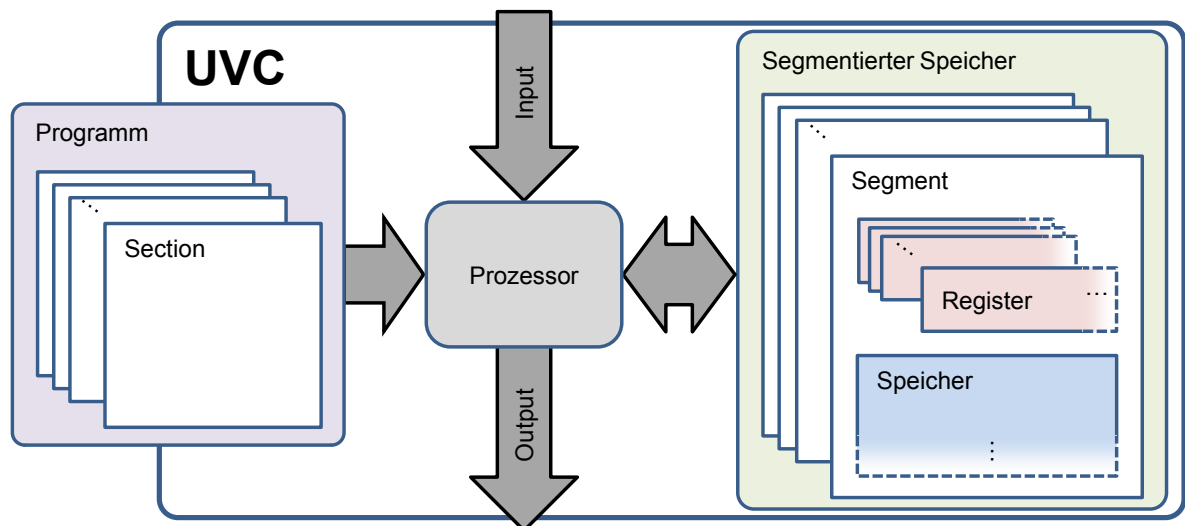 UVC
Programm
Section
Input
Prozessor
Output
Segmentierter Speicher
Segment
Register
...
Speicher